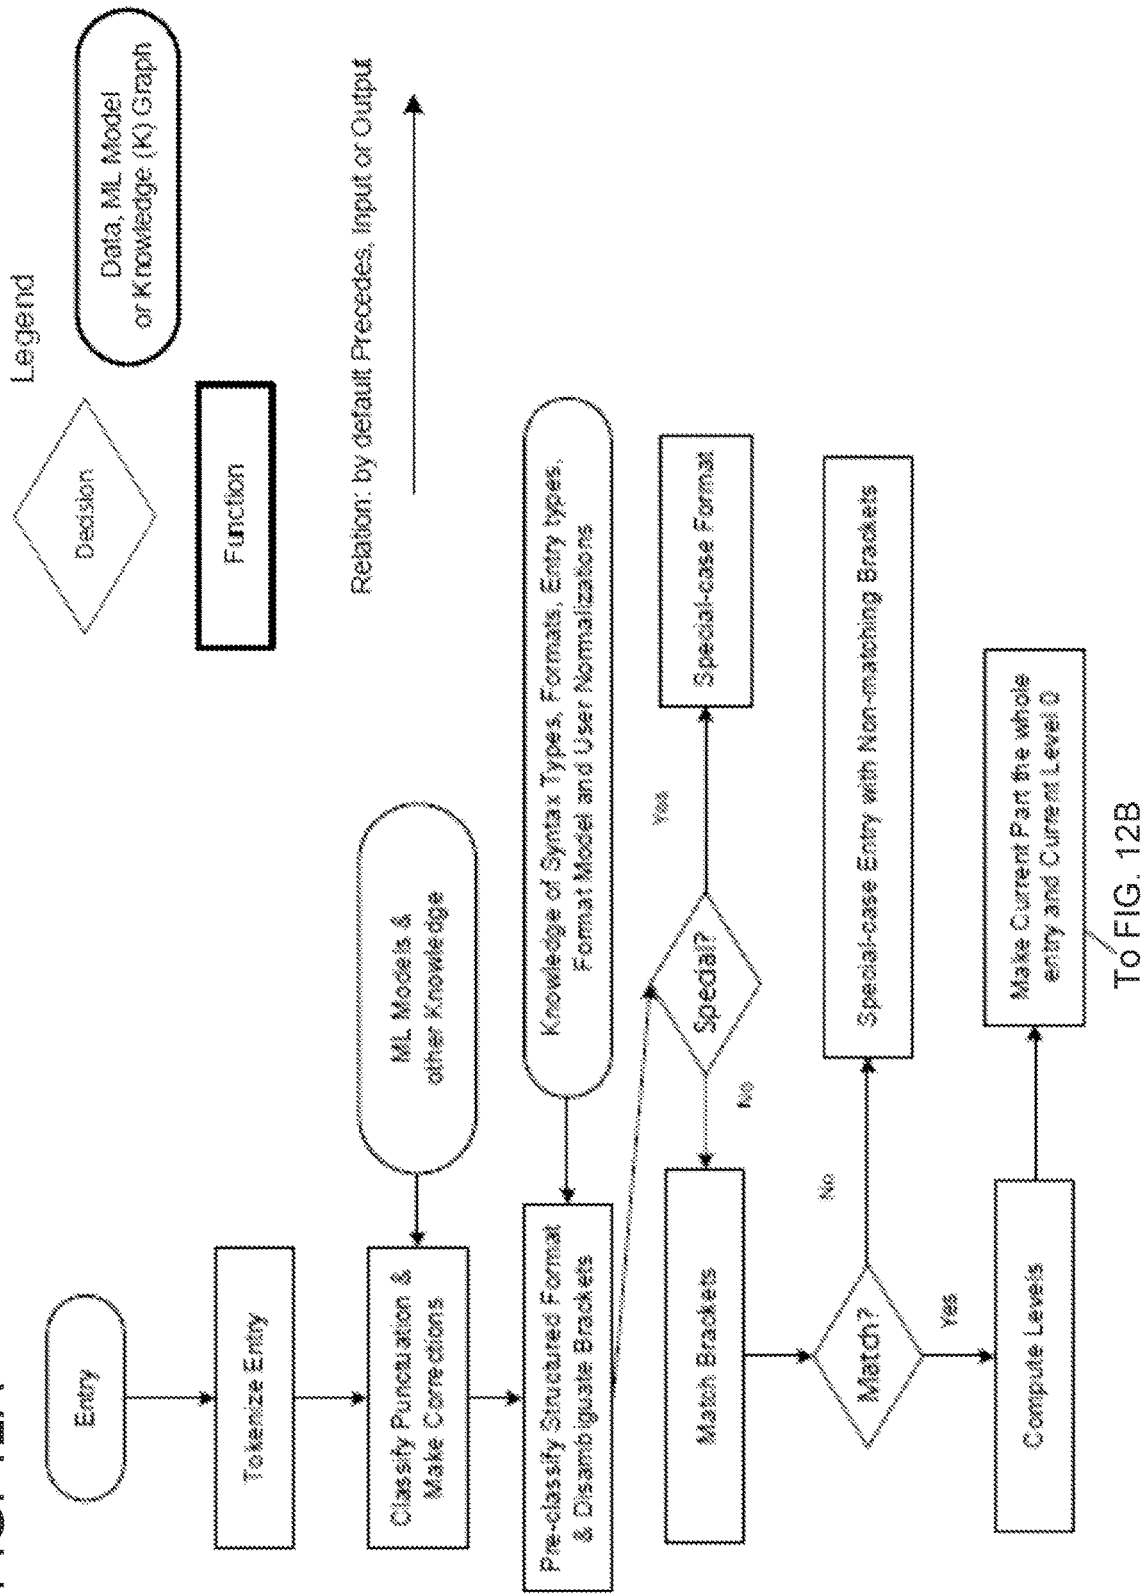 Legend
Decision
Data, ML Model
or Knowledge (K) Graph
Function
Relation: by default Precedes, Input or Output
Entry
Tokenize Entry
Classify Punctuation &
Make Corrections
ML Models &
other Knowledge
Pre-classify Structured Format
& Disambiguate Brackets
Knowledge of Syntax Types, Formats, Entry types,
Format Model and User Normalizations
Special?
Yes
Special-case Format
No
Match Brackets
Match?
No
Special-case Entry with Non-matching Brackets
Yes
Compute Levels
Make Current Part the whole
entry and Current Level 0
To FIG. 12B